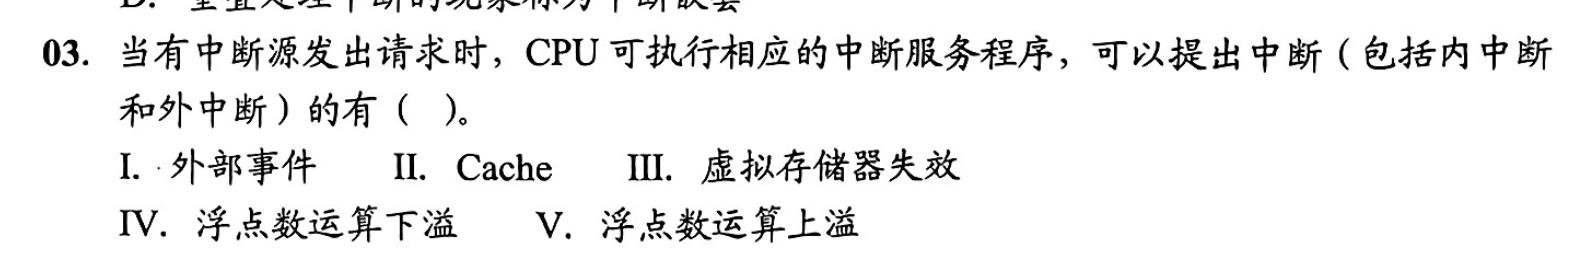 03. 当有中断源发出请求时，CPU 可执行相应的中断服务程序，可以提出中断（包括内中断
和外中断）的有（　）。
I. 外部事件　　II. Cache　　III. 虚拟存储器失效
IV. 浮点数运算下溢　　V. 浮点数运算上溢